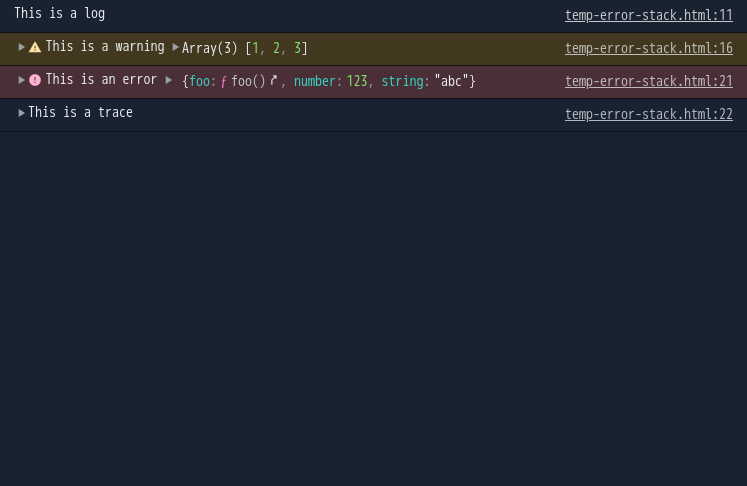 This is a log temp-error-stack.html:11
This is a warning Array(3) [1, 2, 3] temp-error-stack.html:16
This is an error {foo: ƒ foo(), number: 123, string: "abc"} temp-error-stack.html:21
This is a trace temp-error-stack.html:22